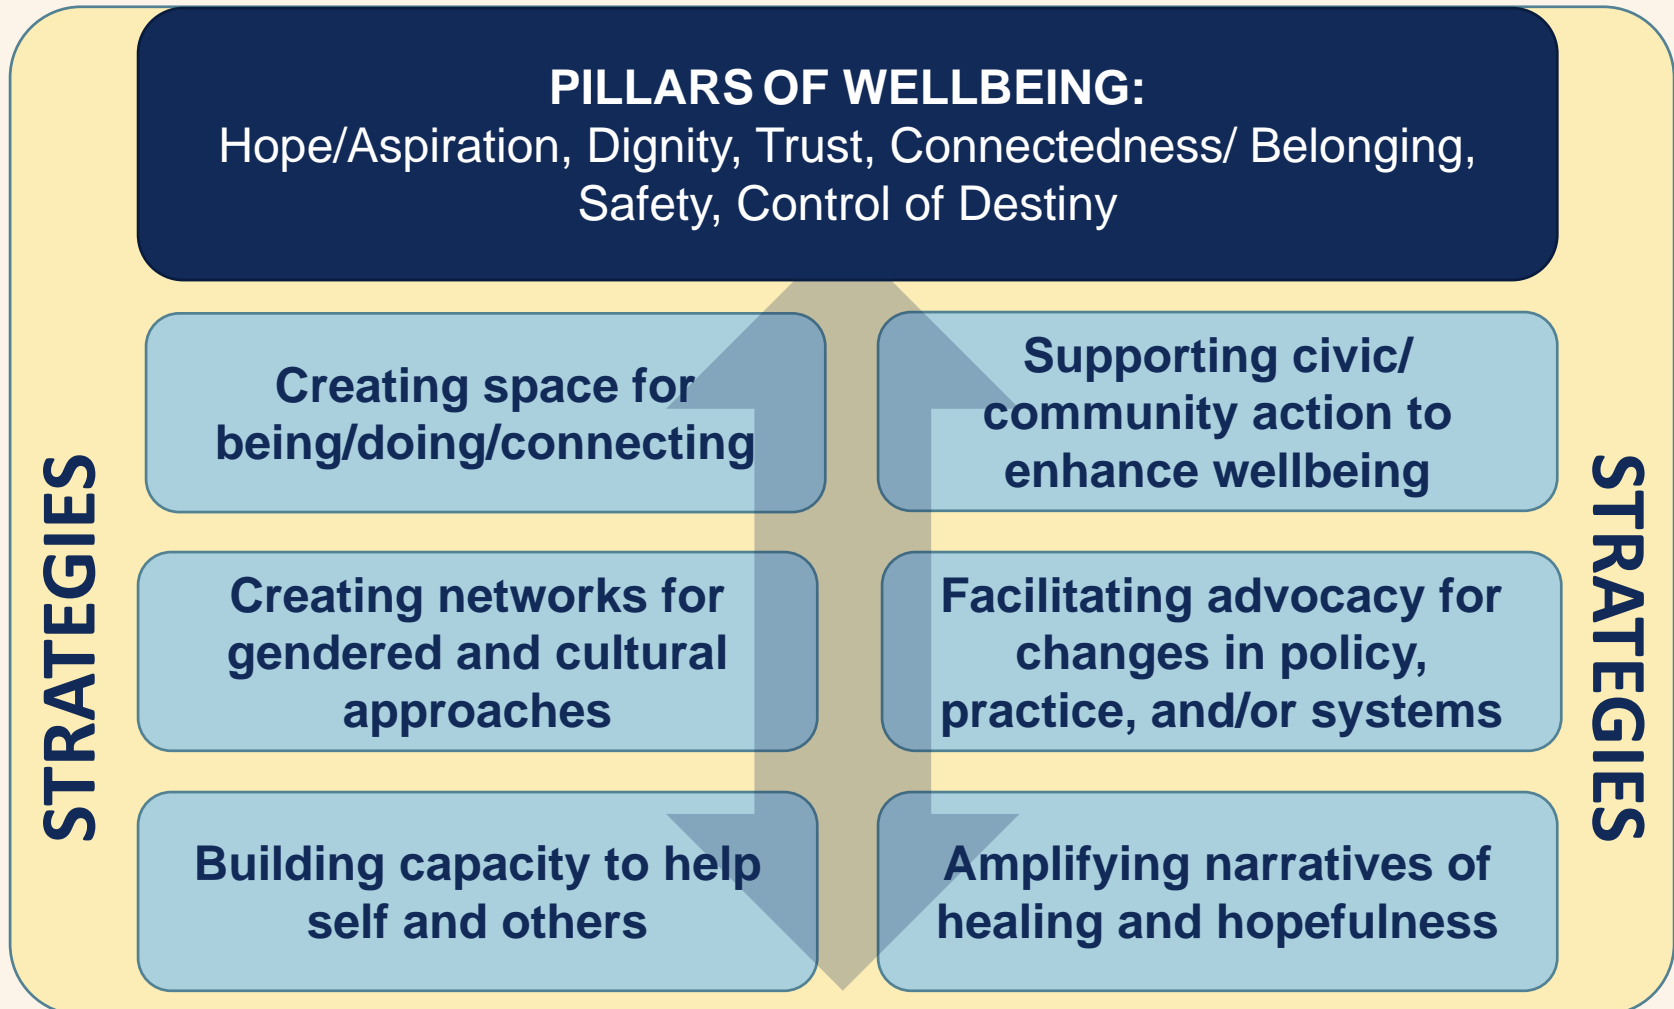 PILLARS OF WELLBEING:
Hope/Aspiration, Dignity, Trust, Connectedness/ Belonging,
Safety, Control of Destiny
STRATEGIES
Creating space for
being/doing/connecting
Supporting civic/
community action to
enhance wellbeing
Creating networks for
gendered and cultural
approaches
Facilitating advocacy for
changes in policy,
practice, and/or systems
Building capacity to help
self and others
Amplifying narratives of
healing and hopefulness
STRATEGIES